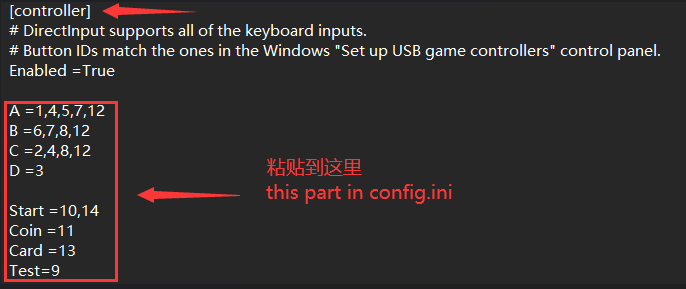 [controller]
# DirectInput supports all of the keyboard inputs.
# Button IDs match the ones in the Windows "Set up USB game controllers" control panel.
Enabled =True
A =1,4,5,7,12
B =6,7,8,12
C =2,4,8,12
D =3
粘贴到这里
this part in config.ini
Start =10,14
Coin =11
Card =13
Test=9